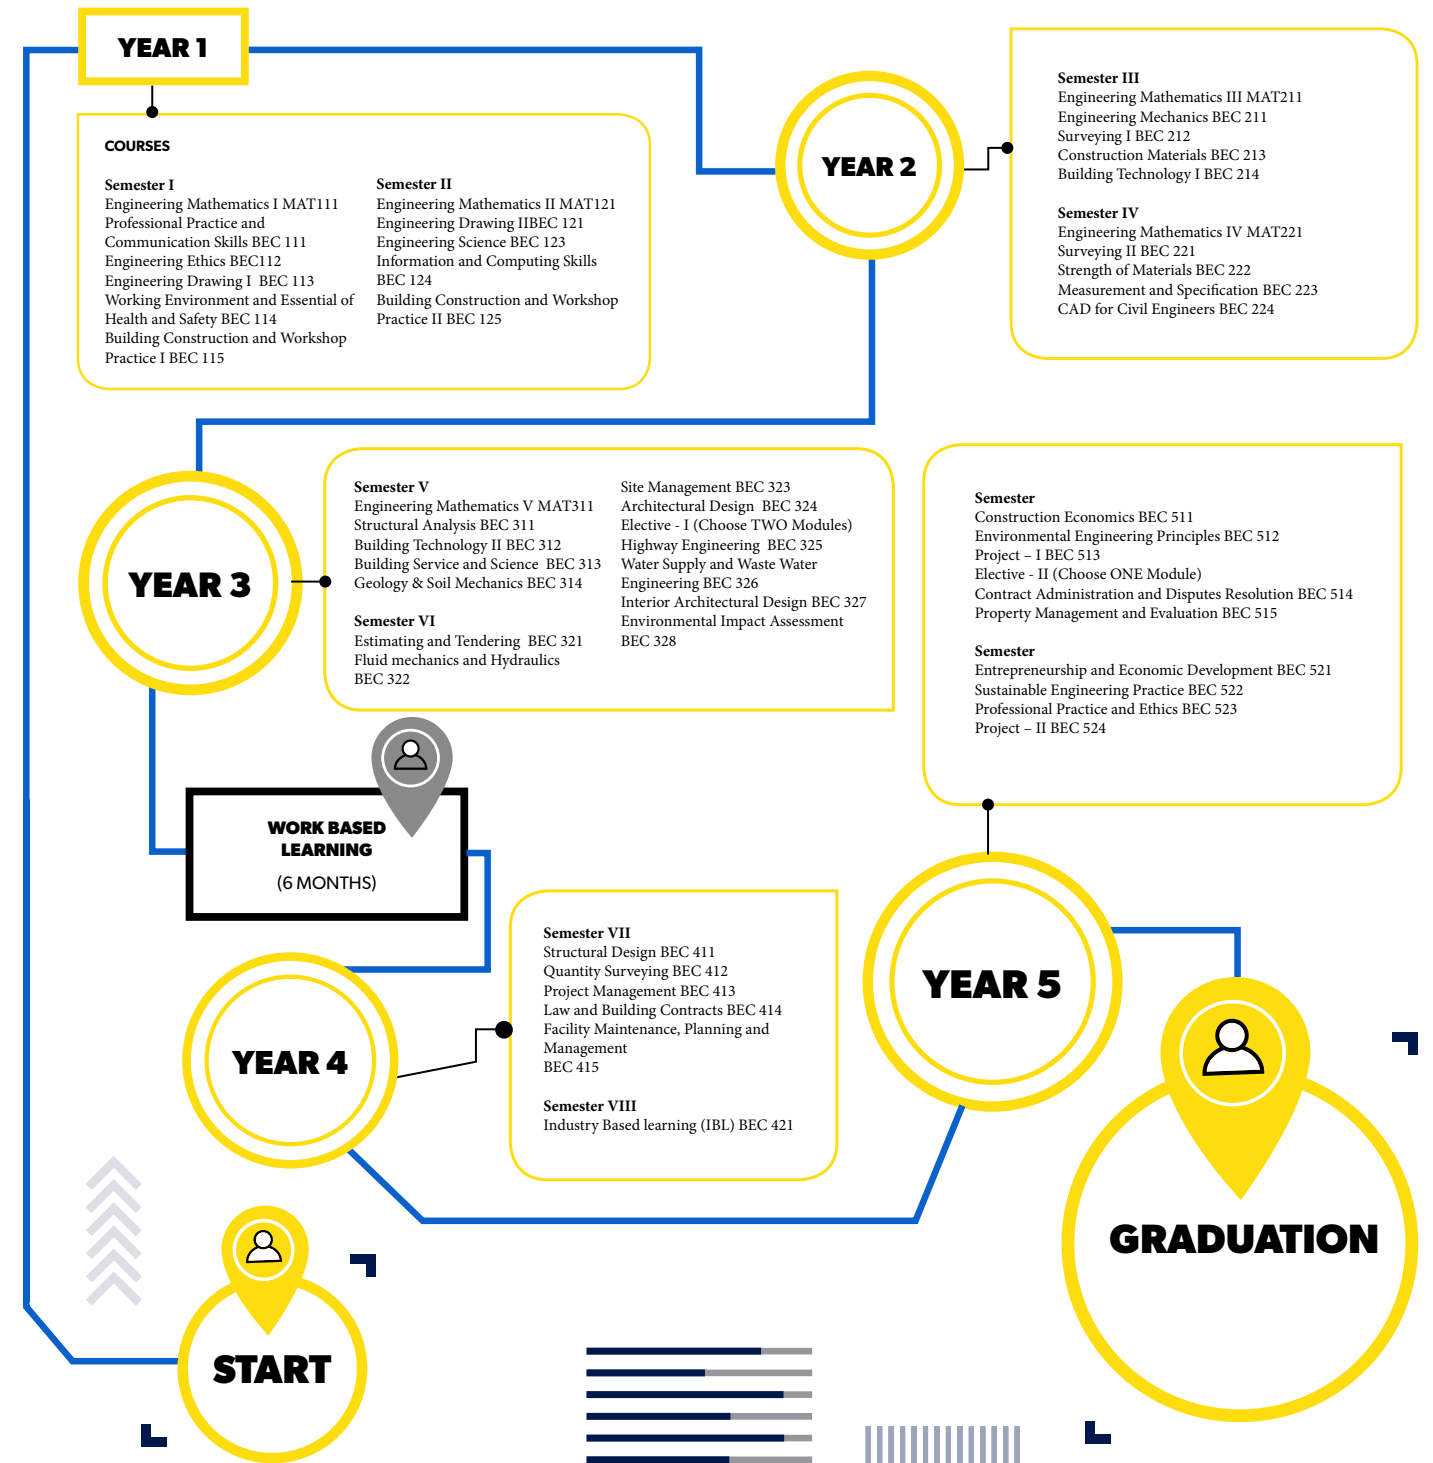 YEAR 1
COURSES
Semester I
Engineering Mathematics I MAT111
Professional Practice and
Communication Skills BEC 111
Engineering Ethics BEC112
Engineering Drawing I  BEC 113
Working Environment and Essential of
Health and Safety BEC 114
Building Construction and Workshop
Practice I BEC 115
Semester II
Engineering Mathematics II MAT121
Engineering Drawing IIBEC 121
Engineering Science BEC 123
Information and Computing Skills
BEC 124
Building Construction and Workshop
Practice II BEC 125
YEAR 2
Semester III
Engineering Mathematics III MAT211
Engineering Mechanics BEC 211
Surveying I BEC 212
Construction Materials BEC 213
Building Technology I BEC 214
Semester IV
Engineering Mathematics IV MAT221
Surveying II BEC 221
Strength of Materials BEC 222
Measurement and Specification BEC 223
CAD for Civil Engineers BEC 224
YEAR 3
Semester V
Engineering Mathematics V MAT311
Structural Analysis BEC 311
Building Technology II BEC 312
Building Service and Science  BEC 313
Geology & Soil Mechanics BEC 314
Semester VI
Estimating and Tendering  BEC 321
Fluid mechanics and Hydraulics
BEC 322
Site Management BEC 323
Architectural Design  BEC 324
Elective - I (Choose TWO Modules)
Highway Engineering  BEC 325
Water Supply and Waste Water
Engineering BEC 326
Interior Architectural Design BEC 327
Environmental Impact Assessment
BEC 328
WORK BASED
LEARNING
(6 MONTHS)
YEAR 4
Semester VII
Structural Design BEC 411
Quantity Surveying BEC 412
Project Management BEC 413
Law and Building Contracts BEC 414
Facility Maintenance, Planning and
Management
BEC 415
Semester VIII
Industry Based learning (IBL) BEC 421
Semester
Construction Economics BEC 511
Environmental Engineering Principles BEC 512
Project – I BEC 513
Elective - II (Choose ONE Module)
Contract Administration and Disputes Resolution BEC 514
Property Management and Evaluation BEC 515
Semester
Entrepreneurship and Economic Development BEC 521
Sustainable Engineering Practice BEC 522
Professional Practice and Ethics BEC 523
Project – II BEC 524
YEAR 5
GRADUATION
START